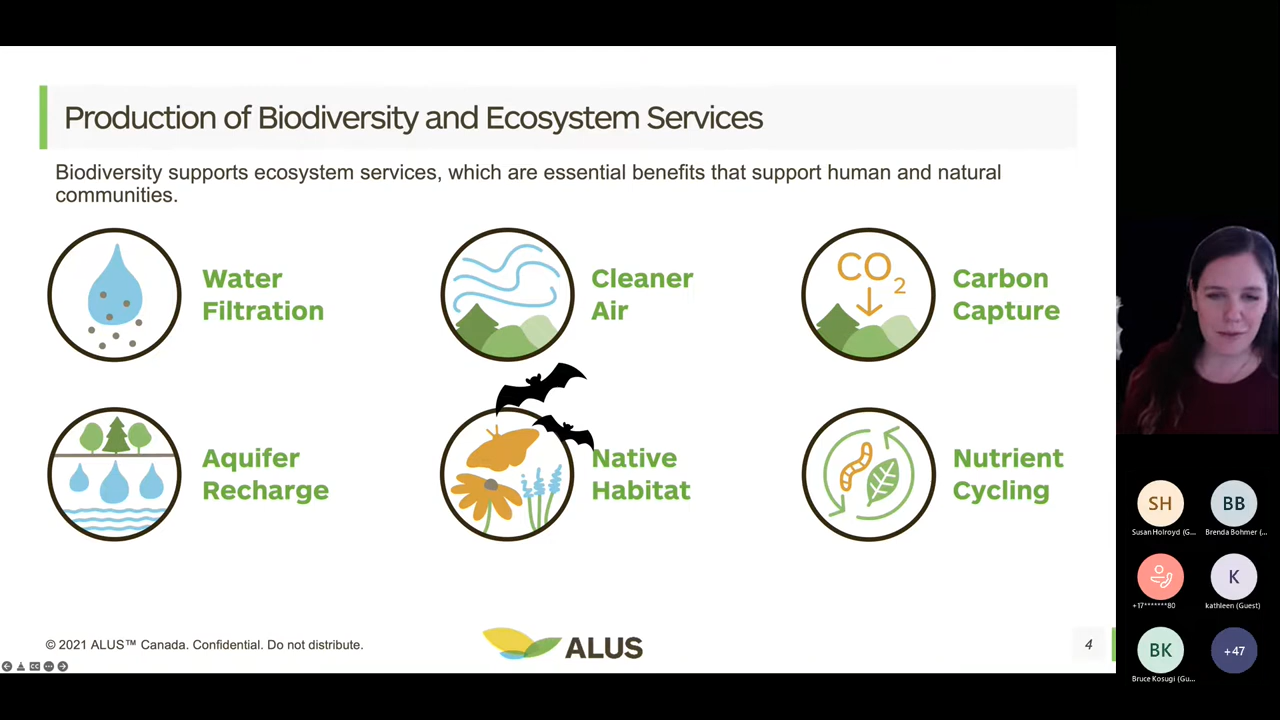 Production of Biodiversity and Ecosystem Services
Biodiversity supports ecosystem services, which are essential benefits that support human and natural
communities.
Water
Filtration
Cleaner
Air
CO2
Carbon
Capture
Aquifer
Recharge
Native
Habitat
Nutrient
Cycling
© 2021 ALUS™ Canada. Confidential. Do not distribute.
ALUS
4
CC
SH
BB
Susan Holroyd (G...
Brenda Bohmer (...
K
+17*******80
kathleen (Guest)
BK
+47
Bruce Kosugi (Gu...